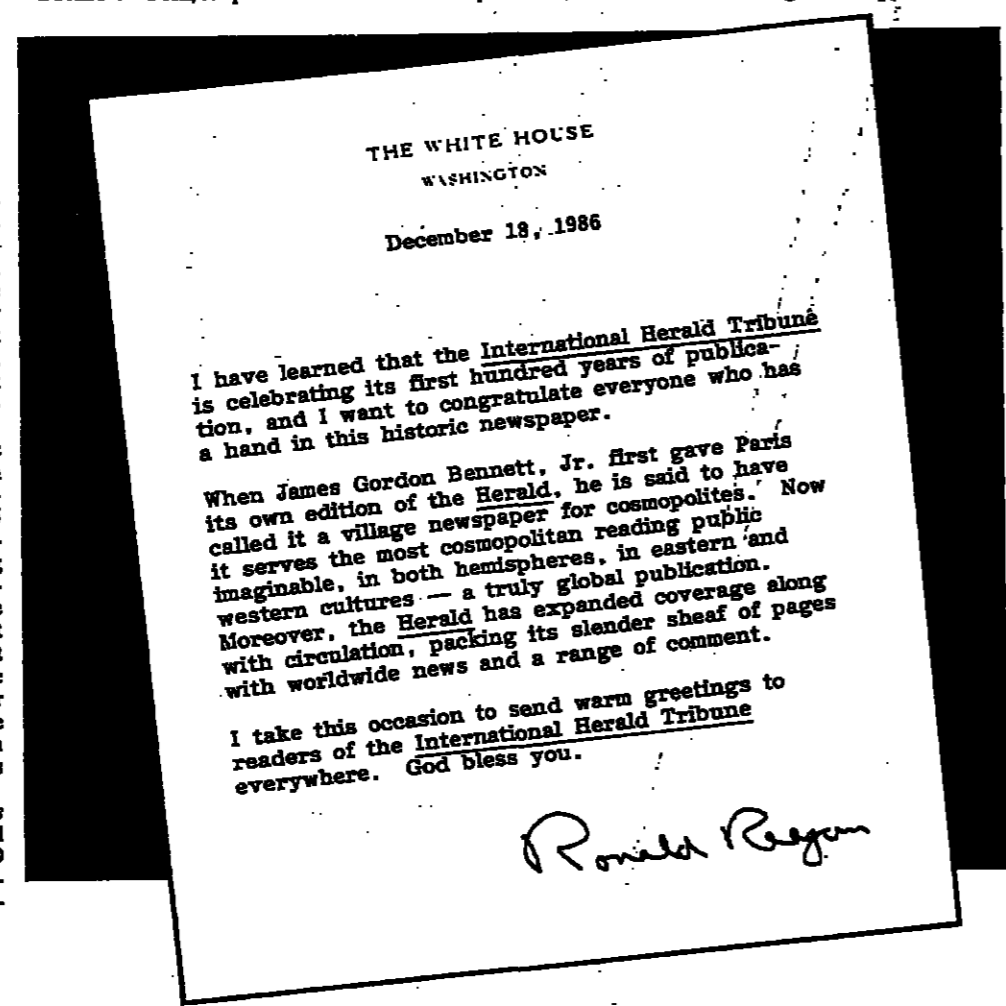 THE WHITE HOUSE
WASHINGTON
December 18, 1986
I have learned that the International Herald Tribune
is celebrating its first hundred years of publica-
tion, and I want to congratulate everyone who has
a hand in this historic newspaper.
When James Gordon Bennett, Jr. first gave Paris
its own edition of the Herald, he is said to have
called it a village newspaper for cosmopolites. Now
it serves the most cosmopolitan reading public
imaginable, in both hemispheres, in eastern and
western cultures — a truly global publication.
Moreover, the Herald has expanded coverage along
with circulation, packing its slender sheaf of pages
with worldwide news and a range of comment.
I take this occasion to send warm greetings to
readers of the International Herald Tribune
everywhere. God bless you.
Ronald Reagan